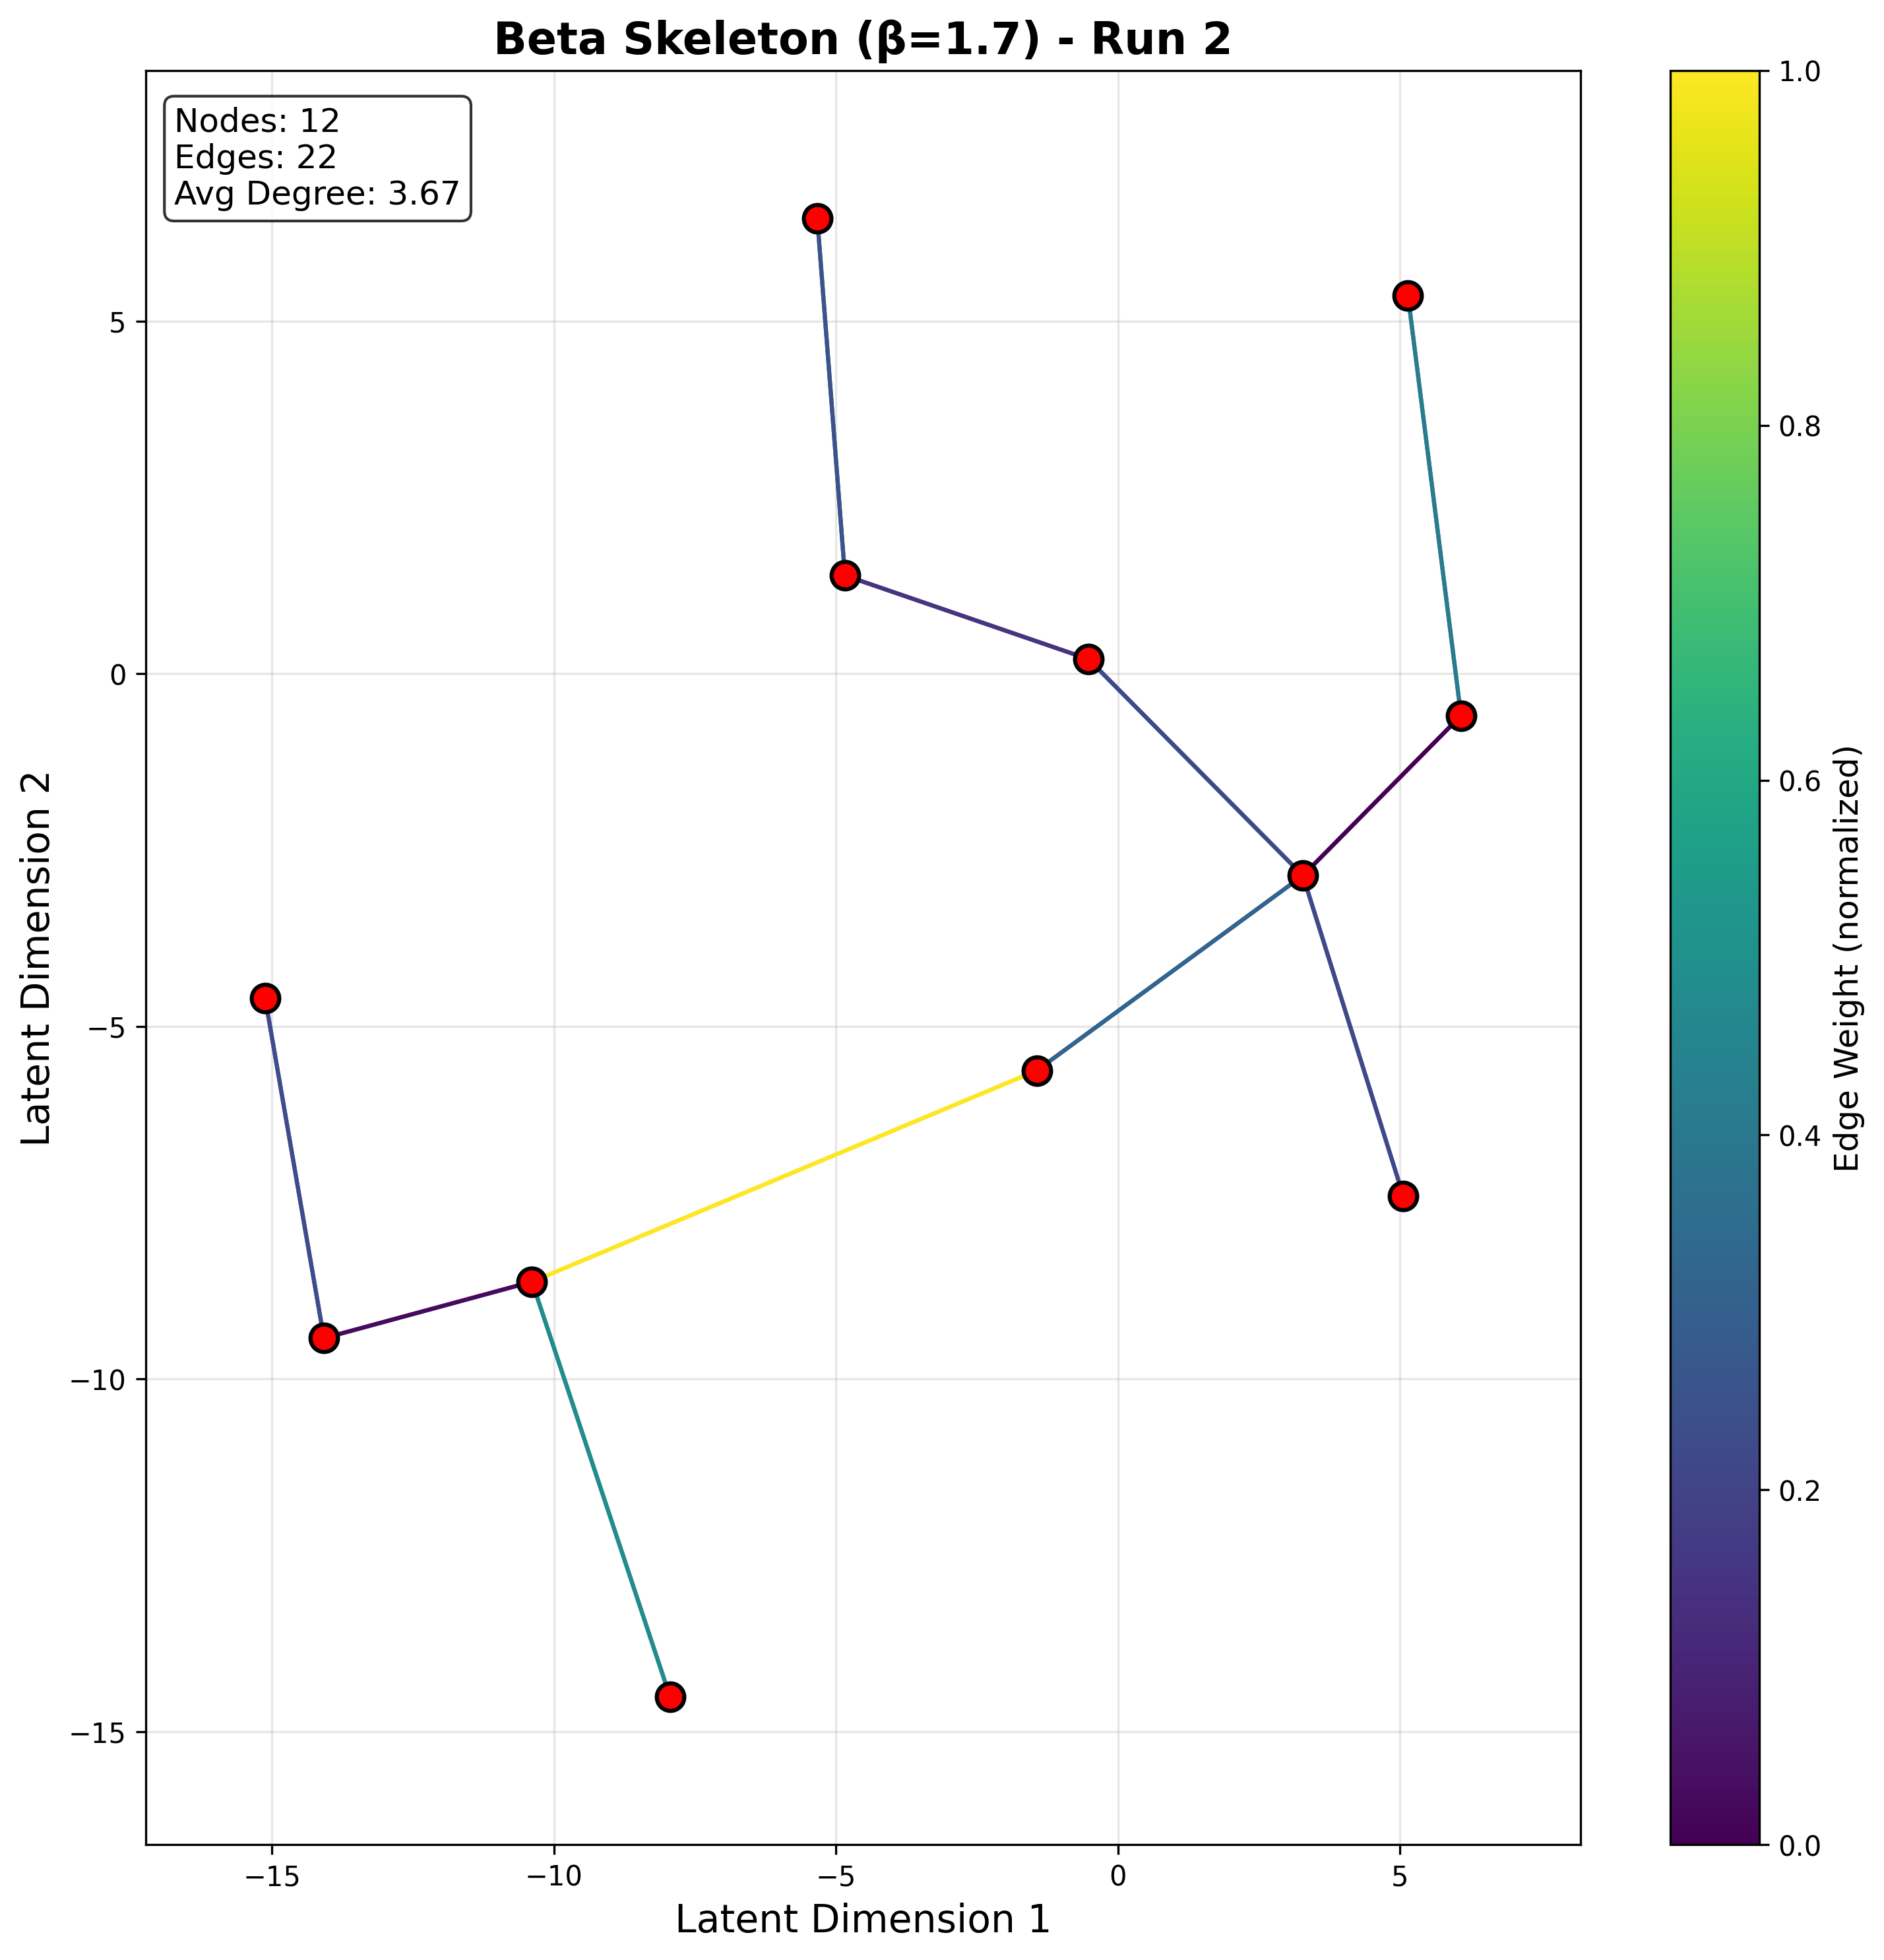 Beta Skeleton (β=1.7) - Run 2
Nodes: 12
Edges: 22
Avg Degree: 3.67
5
0
−5
−10
−15
Latent Dimension 2
−15
−10
−5
0
5
Latent Dimension 1
1.0
0.8
0.6
0.4
0.2
0.0
Edge Weight (normalized)